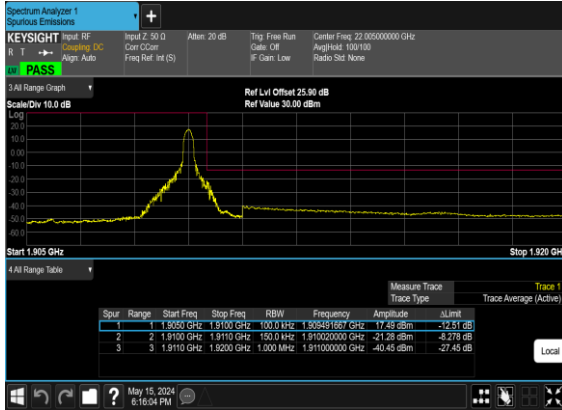 Spectrum Analyzer 1
Spurious Emissions
+
KEYSIGHT Input: RF Input Z: 50 Ω Atten: 20 dB Trig: Free Run Center Freq: 22.005000000 GHz
R T Coupling: DC Corr CCorr Gate: Off Avg|Hold: 100/100
Align: Auto Freq Ref: Int (S) IF Gain: Low Radio Std: None
PASS
3 All Range Graph
Ref Lvl Offset 25.90 dB
Scale/Div 10.0 dB Ref Value 30.00 dBm
Log
20.0
10.0
0.00
-10.0
-20.0
-30.0
-40.0
-50.0
-60.0
Start 1.905 GHz Stop 1.920 GH
4 All Range Table
Measure Trace Trace 1
Trace Type Trace Average (Active)
Spur Range Start Freq Stop Freq RBW Frequency Amplitude ΔLimit
1 1 1.9050 GHz 1.9100 GHz 100.0 kHz 1.909491667 GHz 17.49 dBm -12.51 dB
2 2 1.9100 GHz 1.9110 GHz 150.0 kHz 1.910020000 GHz -21.28 dBm -8.278 dB
3 3 1.9110 GHz 1.9200 GHz 1.000 MHz 1.911000000 GHz -40.45 dBm -27.45 dB
Local
? May 15, 2024
6:16:04 PM